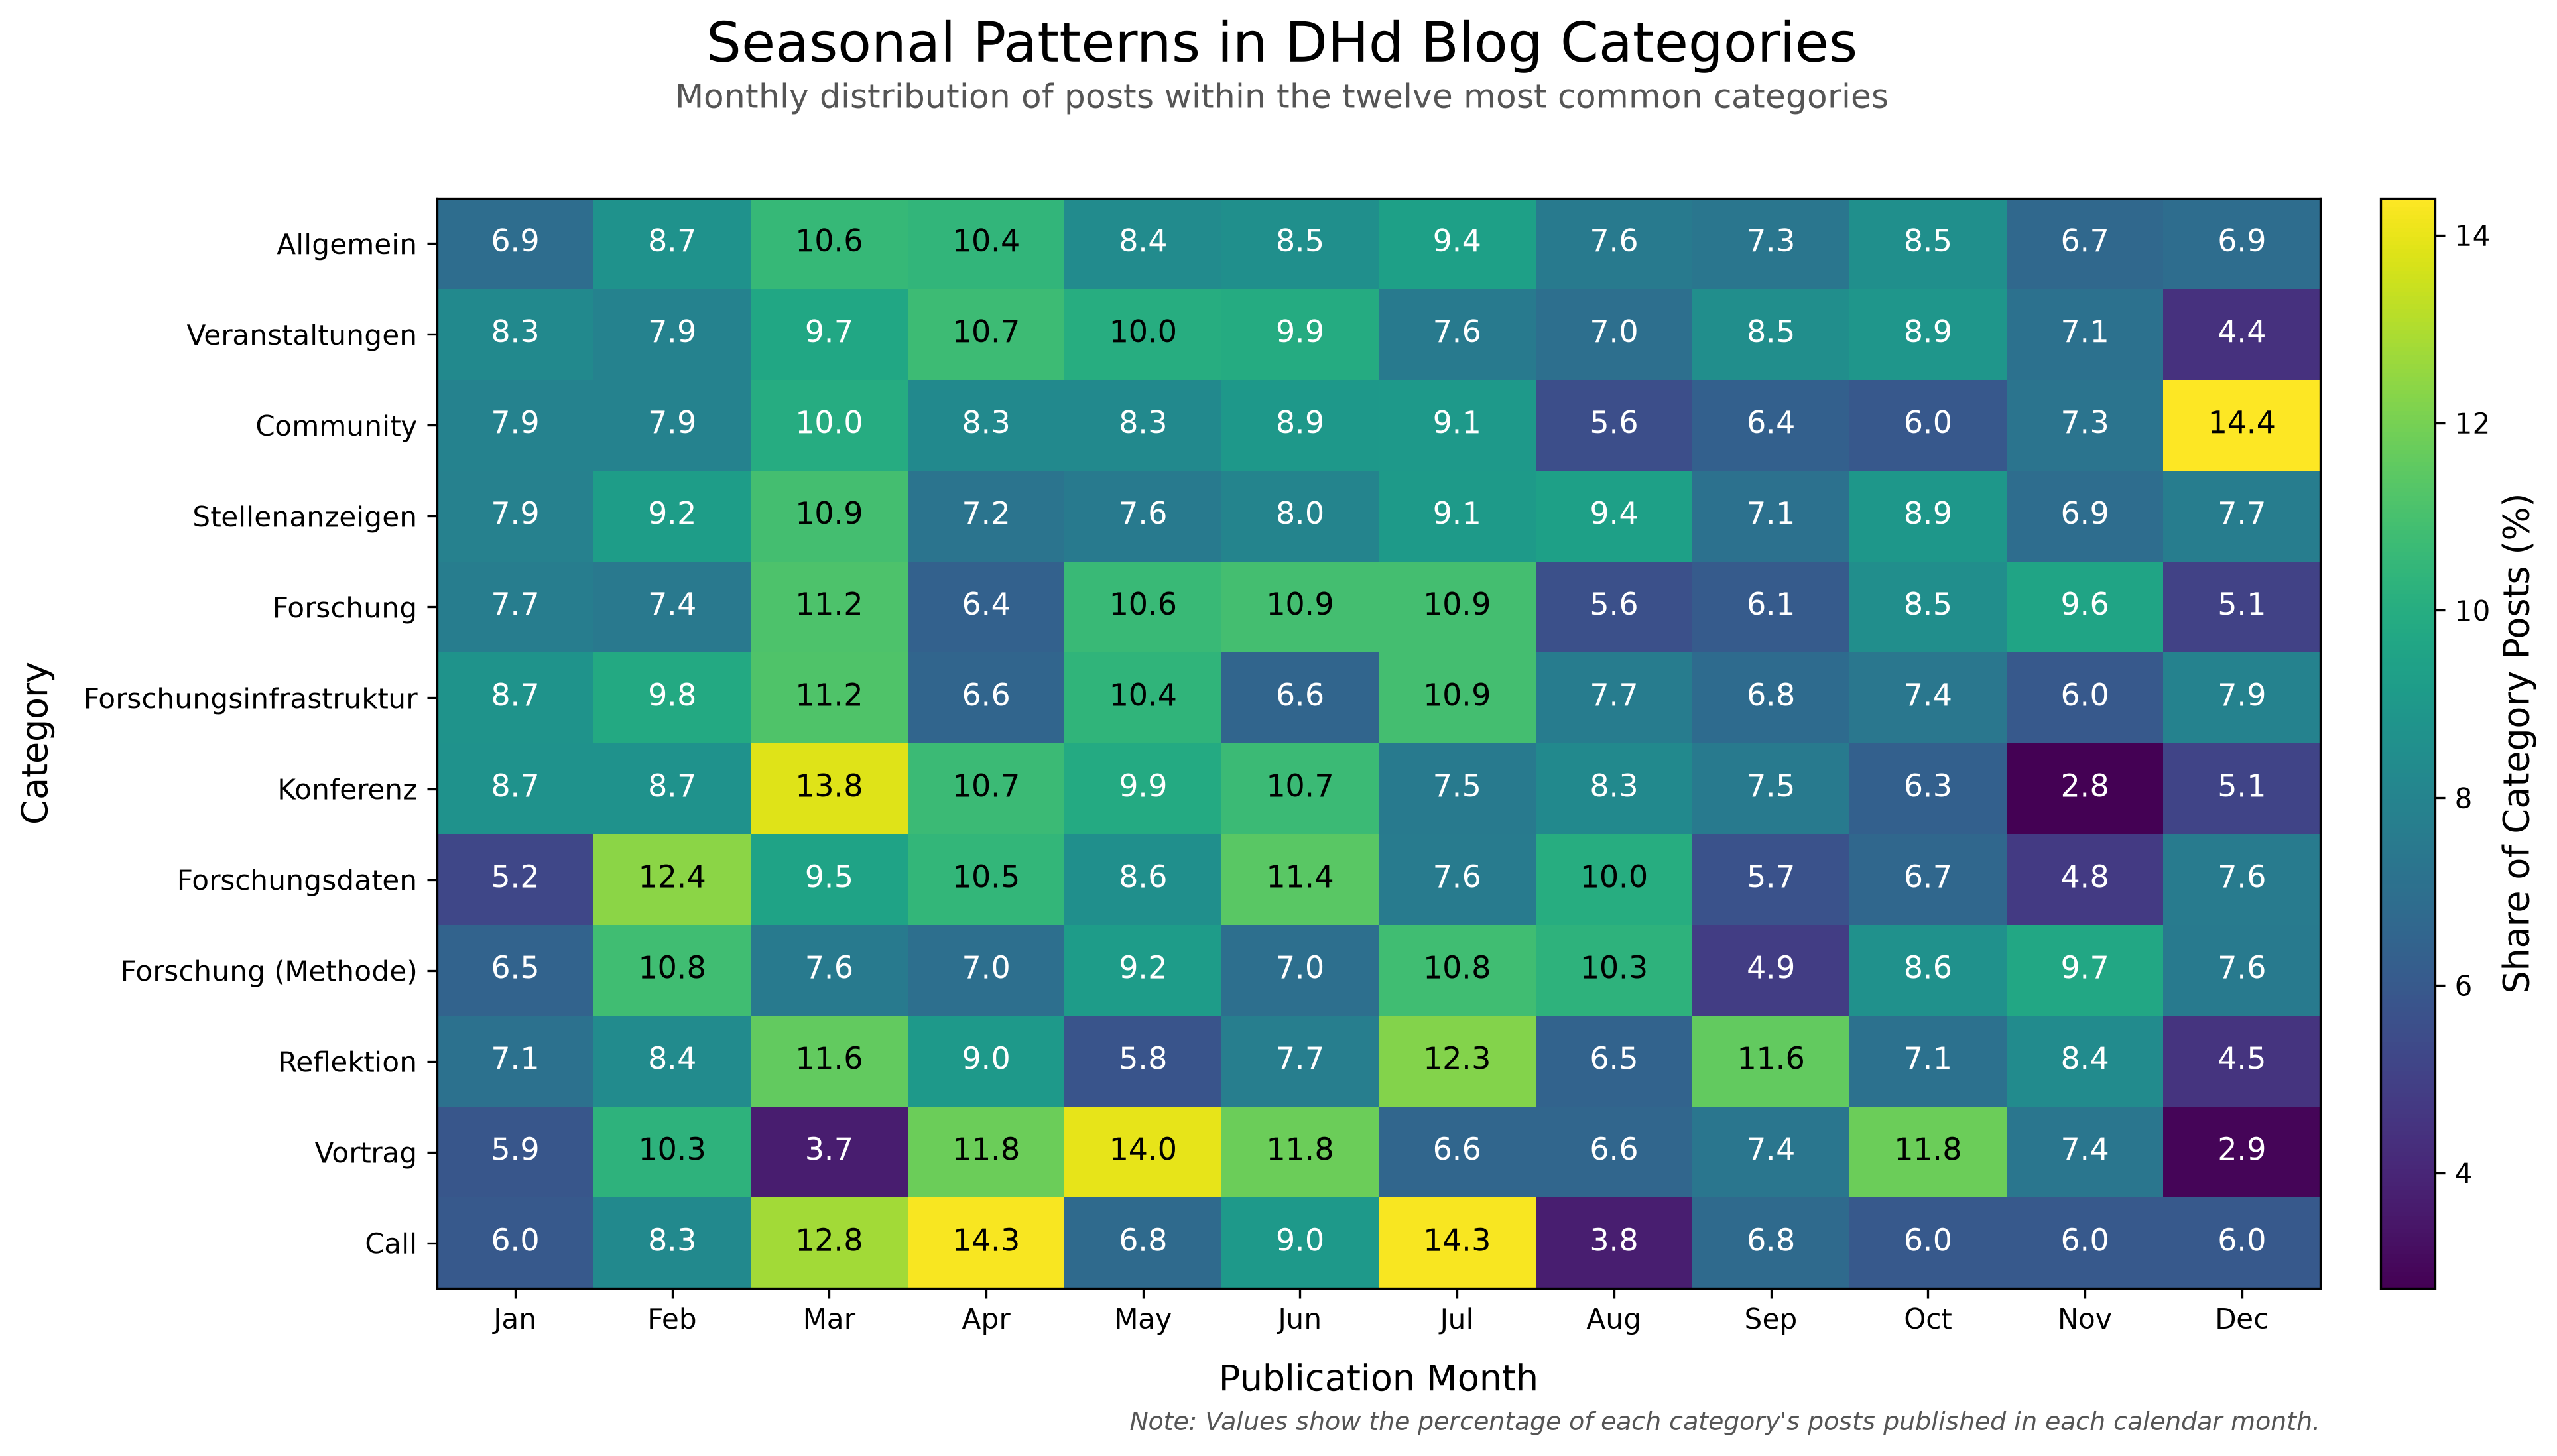 Seasonal Patterns in DHd Blog Categories
Monthly distribution of posts within the twelve most common categories
Category
Allgemein 6.9 8.7 10.6 10.4 8.4 8.5 9.4 7.6 7.3 8.5 6.7 6.9
Veranstaltungen 8.3 7.9 9.7 10.7 10.0 9.9 7.6 7.0 8.5 8.9 7.1 4.4
Community 7.9 7.9 10.0 8.3 8.3 8.9 9.1 5.6 6.4 6.0 7.3 14.4
Stellenanzeigen 7.9 9.2 10.9 7.2 7.6 8.0 9.1 9.4 7.1 8.9 6.9 7.7
Forschung 7.7 7.4 11.2 6.4 10.6 10.9 10.9 5.6 6.1 8.5 9.6 5.1
Forschungsinfrastruktur 8.7 9.8 11.2 6.6 10.4 6.6 10.9 7.7 6.8 7.4 6.0 7.9
Konferenz 8.7 8.7 13.8 10.7 9.9 10.7 7.5 8.3 7.5 6.3 2.8 5.1
Forschungsdaten 5.2 12.4 9.5 10.5 8.6 11.4 7.6 10.0 5.7 6.7 4.8 7.6
Forschung (Methode) 6.5 10.8 7.6 7.0 9.2 7.0 10.8 10.3 4.9 8.6 9.7 7.6
Reflektion 7.1 8.4 11.6 9.0 5.8 7.7 12.3 6.5 11.6 7.1 8.4 4.5
Vortrag 5.9 10.3 3.7 11.8 14.0 11.8 6.6 6.6 7.4 11.8 7.4 2.9
Call 6.0 8.3 12.8 14.3 6.8 9.0 14.3 3.8 6.8 6.0 6.0 6.0
Jan Feb Mar Apr May Jun Jul Aug Sep Oct Nov Dec
Publication Month
14
12
10
8
6
4
Share of Category Posts (%)
Note: Values show the percentage of each category's posts published in each calendar month.